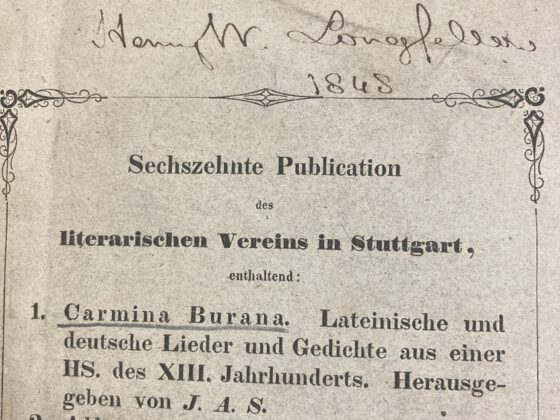 Henry W. Longfellow
1848
Sechszehnte Publication
des
literarischen Vereins in Stuttgart,
enthaltend:
1. Carmina Burana. Lateinische und
deutsche Lieder und Gedichte aus einer
HS. des XIII. Jahrhunderts. Herausge-
geben von J. A. S.